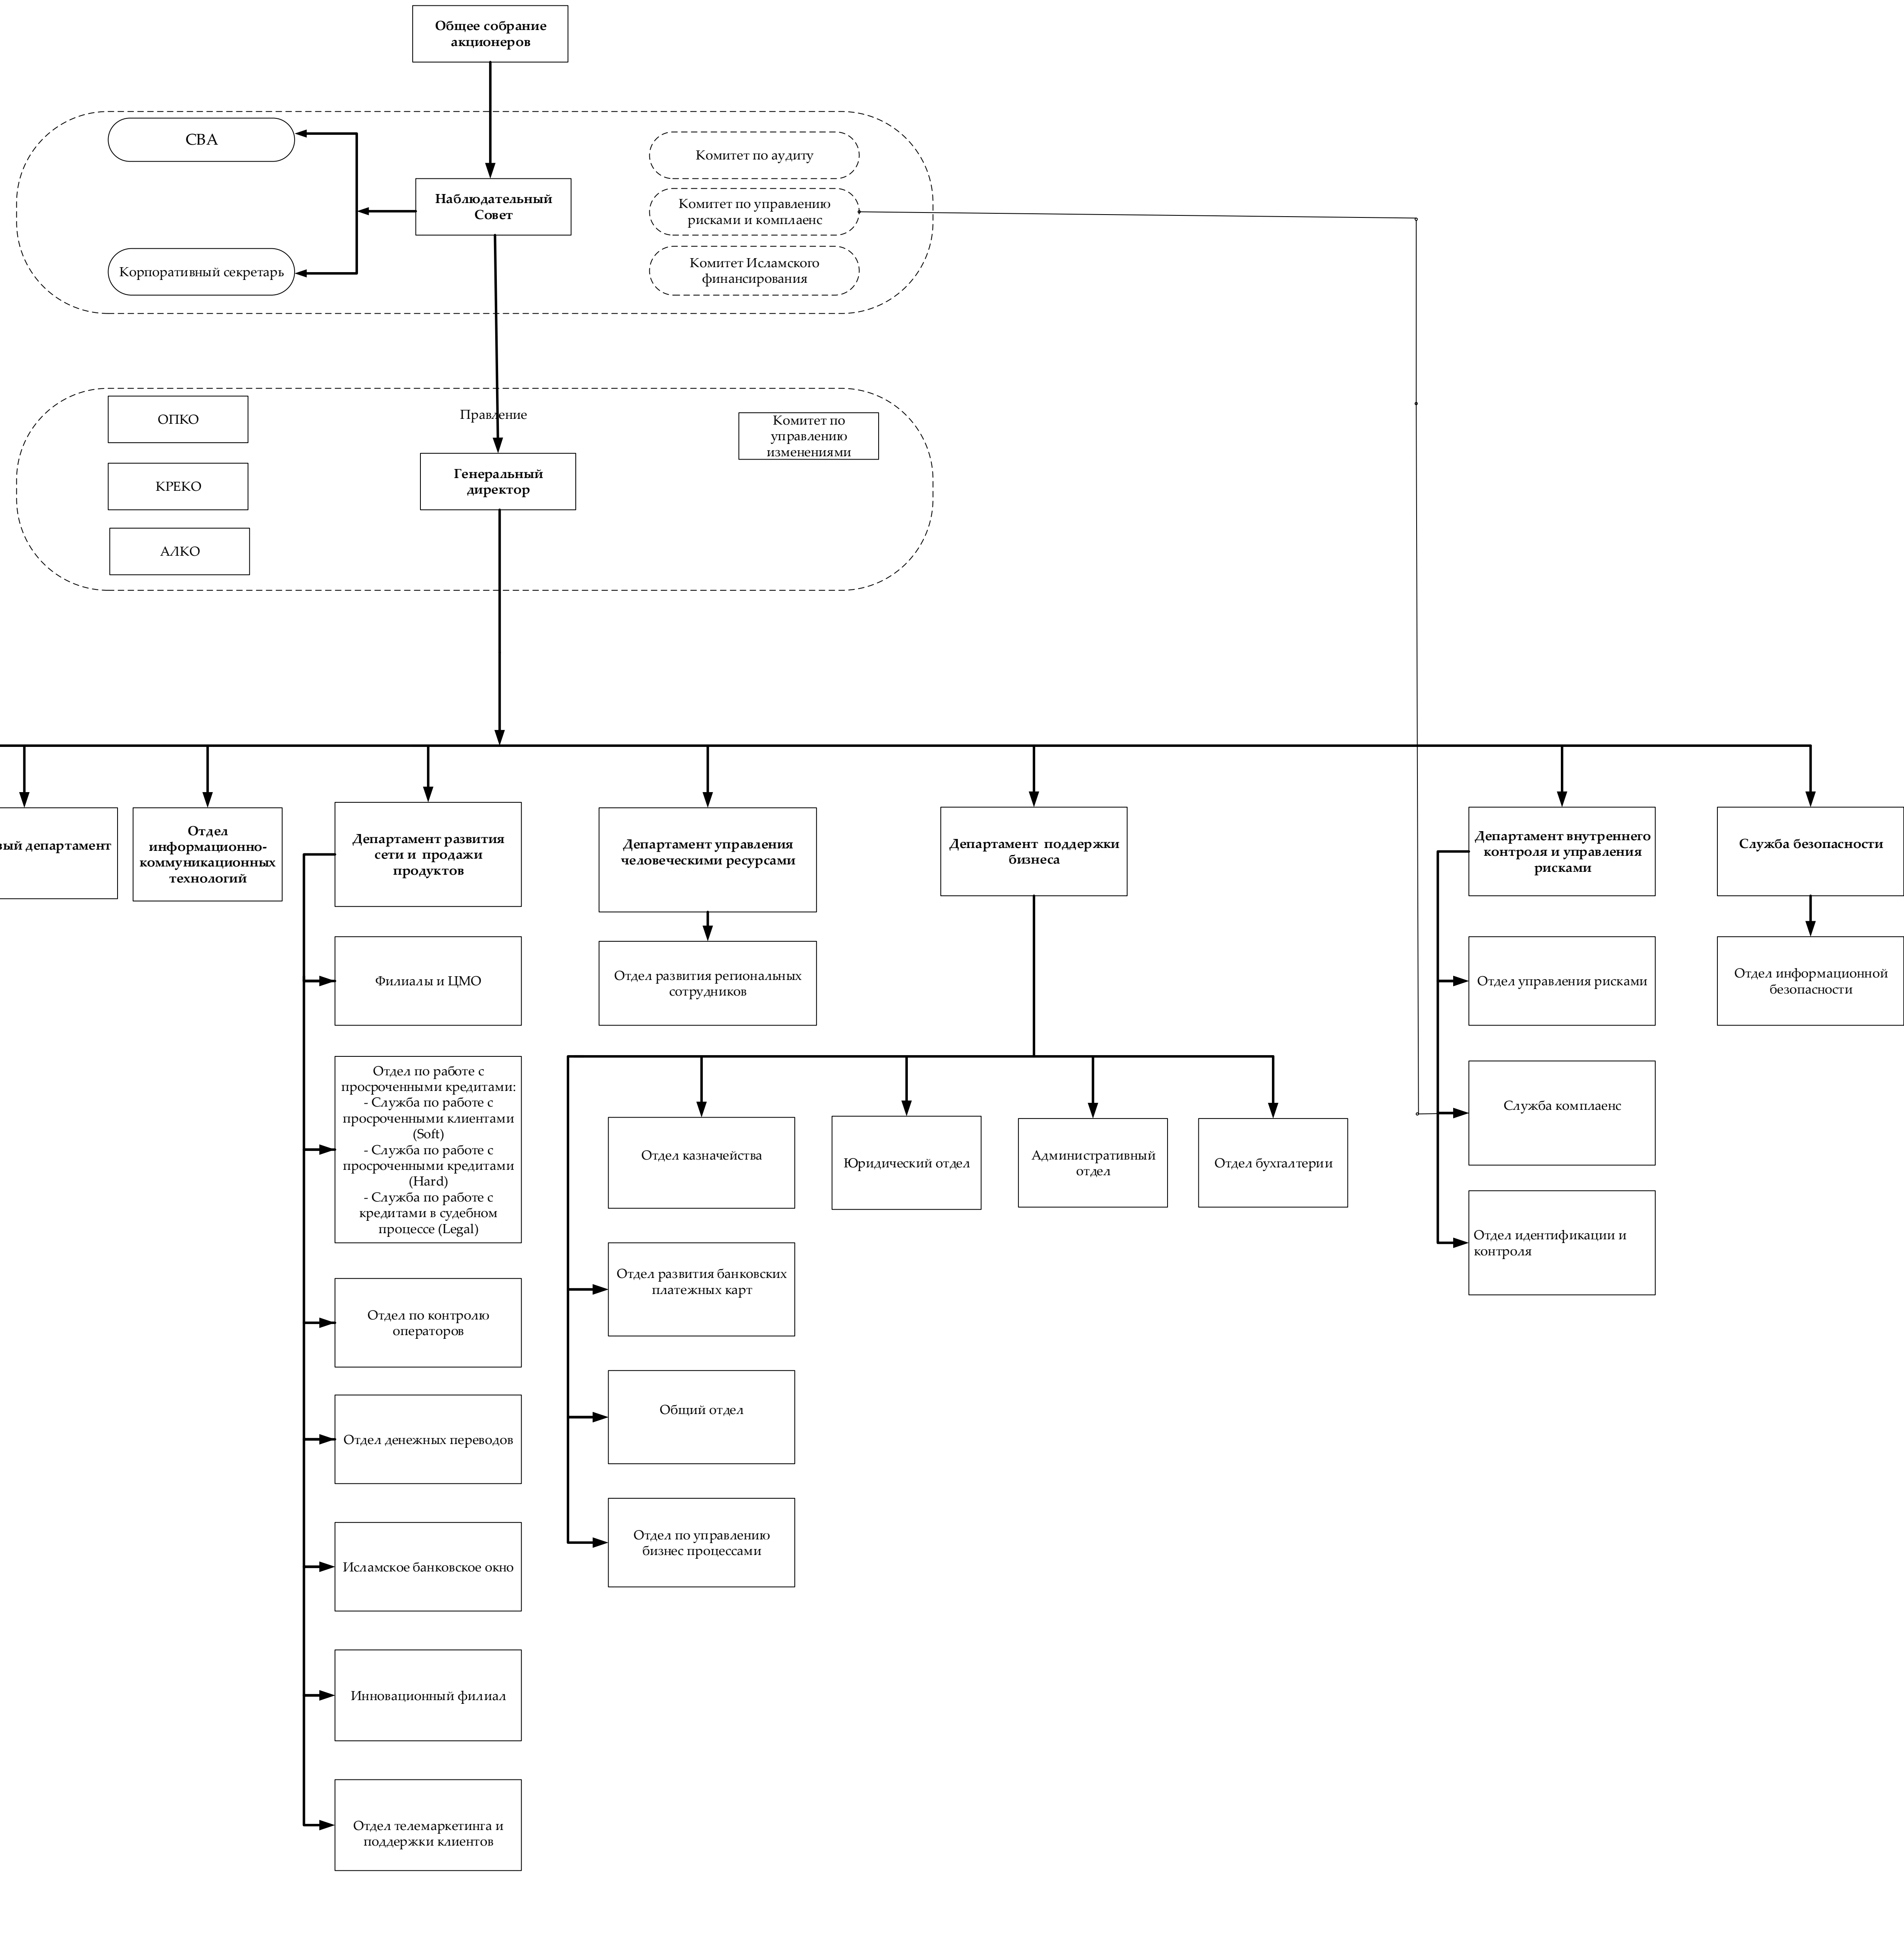 Общее собрание
акционеров
СВА
Комитет по аудиту
Наблюдательный
Совет
Комитет по управлению
рисками и комплаенс
Корпоративный секретарь
Комитет Исламского
финансирования
ОПКО
Правление
Комитет по
управлению
изменениями
КРЕКО
Генеральный
директор
АЛКО
вый департамент
Отдел
информационно-
коммуникационных
технологий
Департамент развития
сети и продажи
продуктов
Департамент управления
человеческими ресурсами
Департамент поддержки
бизнеса
Департамент внутреннего
контроля и управления
рисками
Служба безопасности
Филиалы и ЦМО
Отдел развития региональных
сотрудников
Отдел управления рисками
Отдел информационной
безопасности
Отдел по работе с
просроченными кредитами:
- Служба по работе с
просроченными клиентами
(Soft)
- Служба по работе с
просроченными кредитами
(Hard)
- Служба по работе с
кредитами в судебном
процессе (Legal)
Отдел казначейства
Юридический отдел
Административный
отдел
Отдел бухгалтерии
Служба комплаенс
Отдел идентификации и
контроля
Отдел по контролю
операторов
Отдел развития банковских
платежных карт
Отдел денежных переводов
Общий отдел
Исламское банковское окно
Отдел по управлению
бизнес процессами
Инновационный филиал
Отдел телемаркетинга и
поддержки клиентов